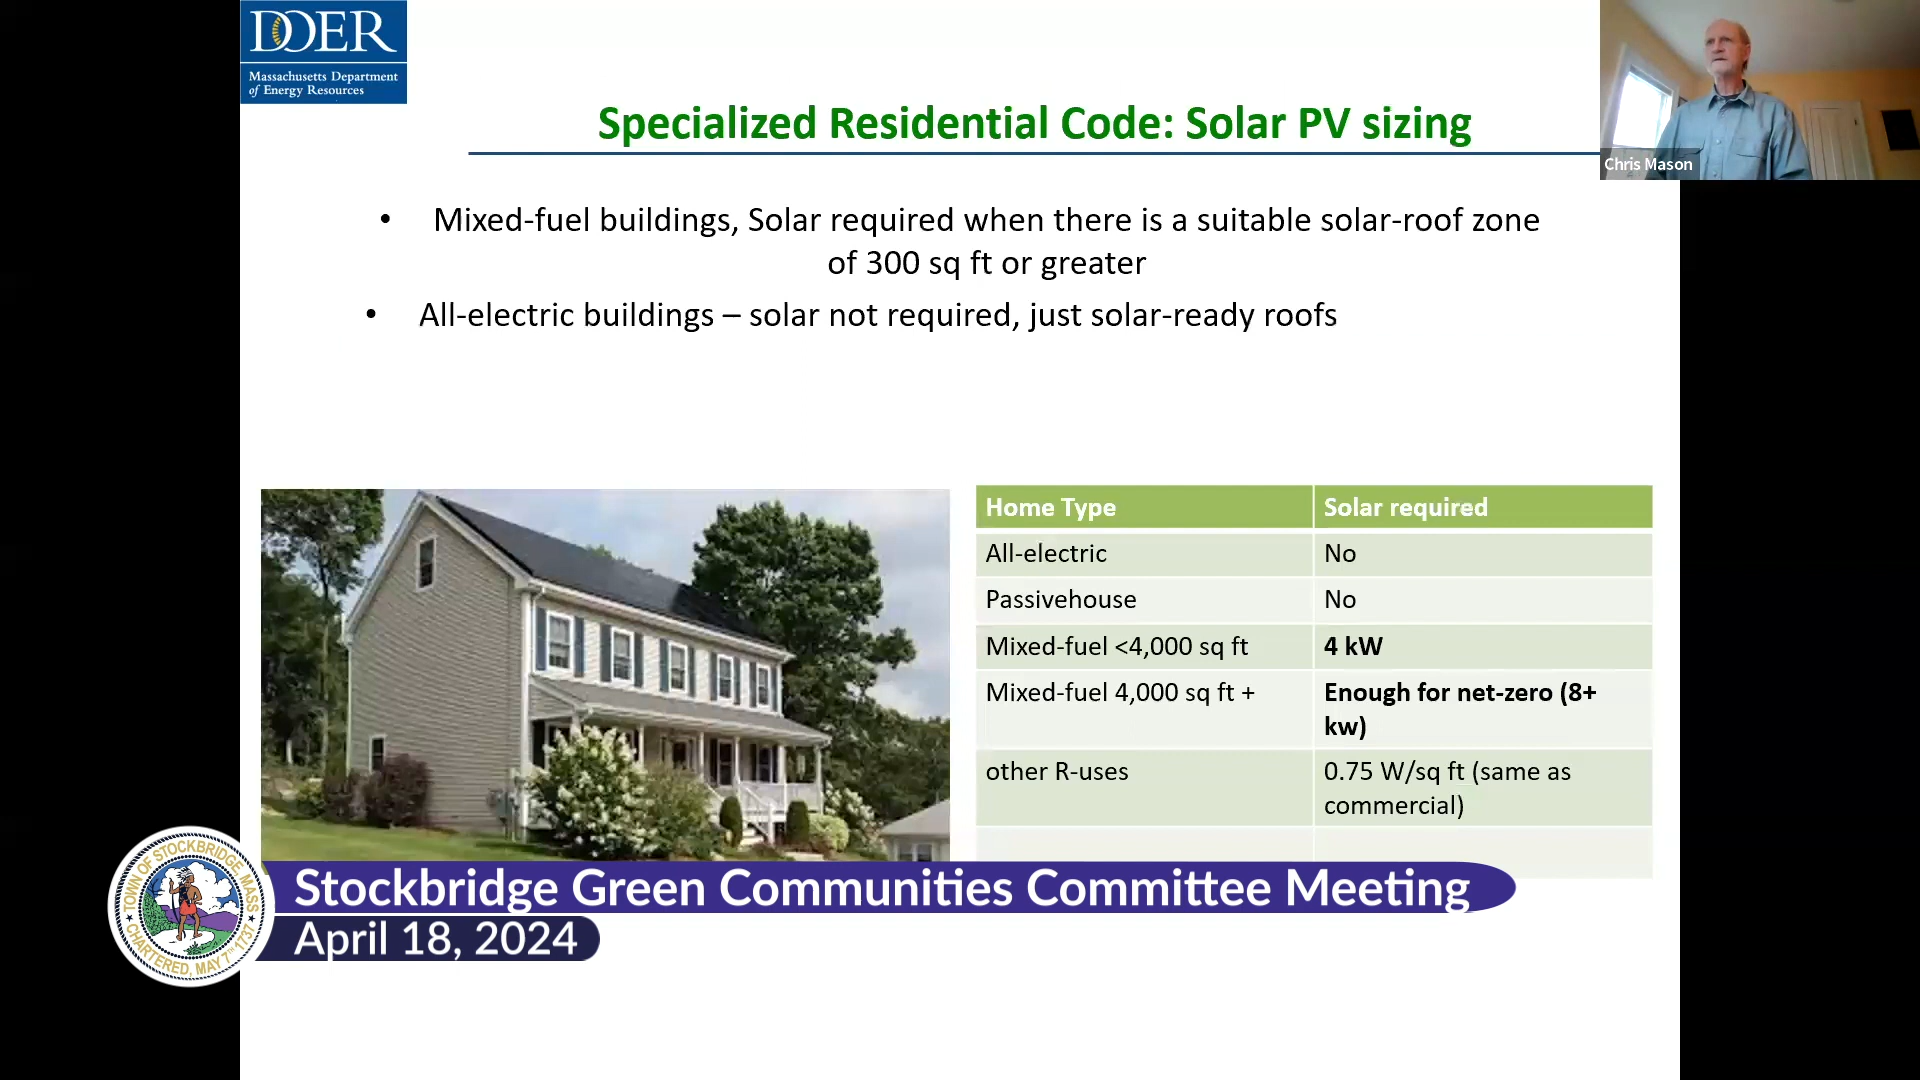 DOER
Massachusetts Department
of Energy Resources
Chris Mason
Specialized Residential Code: Solar PV sizing
• Mixed-fuel buildings, Solar required when there is a suitable solar-roof zone
of 300 sq ft or greater
• All-electric buildings – solar not required, just solar-ready roofs
Home Type Solar required
All-electric No
Passivehouse No
Mixed-fuel <4,000 sq ft 4 kW
Mixed-fuel 4,000 sq ft + Enough for net-zero (8+
kw)
other R-uses 0.75 W/sq ft (same as
commercial)
TOWN OF STOCKBRIDGE MASS
CHARTERED, MAY 7TH 1737
Stockbridge Green Communities Committee Meeting
April 18, 2024